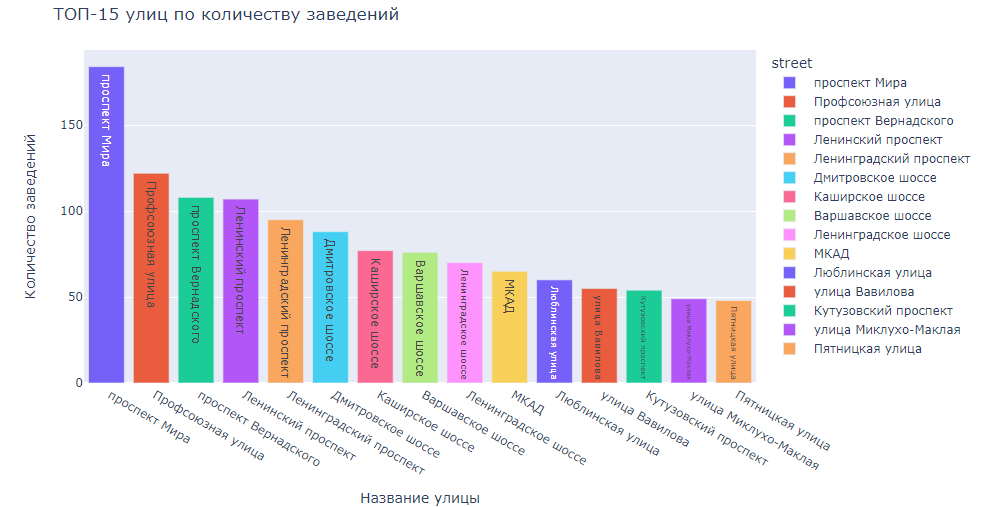 ТОП-15 улиц по количеству заведений
street
проспект Мира
Профсоюзная улица
проспект Вернадского
Ленинский проспект
Ленинградский проспект
Дмитровское шоссе
Каширское шоссе
Варшавское шоссе
Ленинградское шоссе
МКАД
Люблинская улица
улица Вавилова
Кутузовский проспект
улица Миклухо-Маклая
Пятницкая улица
Количество заведений
150
100
50
0
проспект Мира
Профсоюзная улица
проспект Вернадского
Ленинский проспект
Ленинградский проспект
Дмитровское шоссе
Каширское шоссе
Варшавское шоссе
Ленинградское шоссе
МКАД
Люблинская улица
улица Вавилова
Кутузовский проспект
улица Миклухо-Маклая
Пятницкая улица
проспект Мира
Профсоюзная улица
проспект Вернадского
Ленинский проспект
Ленинградский проспект
Дмитровское шоссе
Каширское шоссе
Варшавское шоссе
Ленинградское шоссе
МКАД
Люблинская улица
улица Вавилова
Кутузовский проспект
улица Миклухо-Маклая
Пятницкая улица
Название улицы